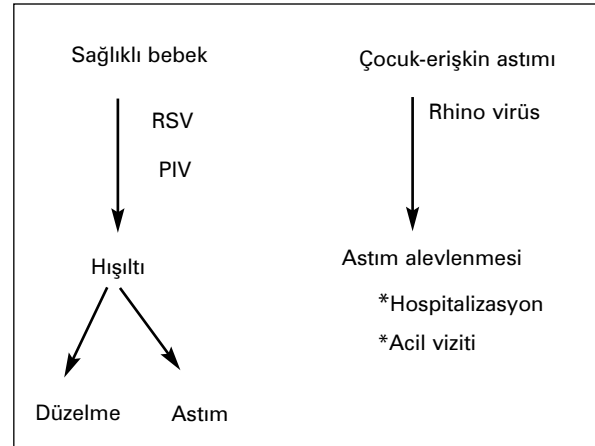 Sağlıklı bebek
RSV
PIV
Hışıltı
Düzelme
Astım
Çocuk-erişkin astımı
Rhino virüs
Astım alevlenmesi
*Hospitalizasyon
*Acil viziti